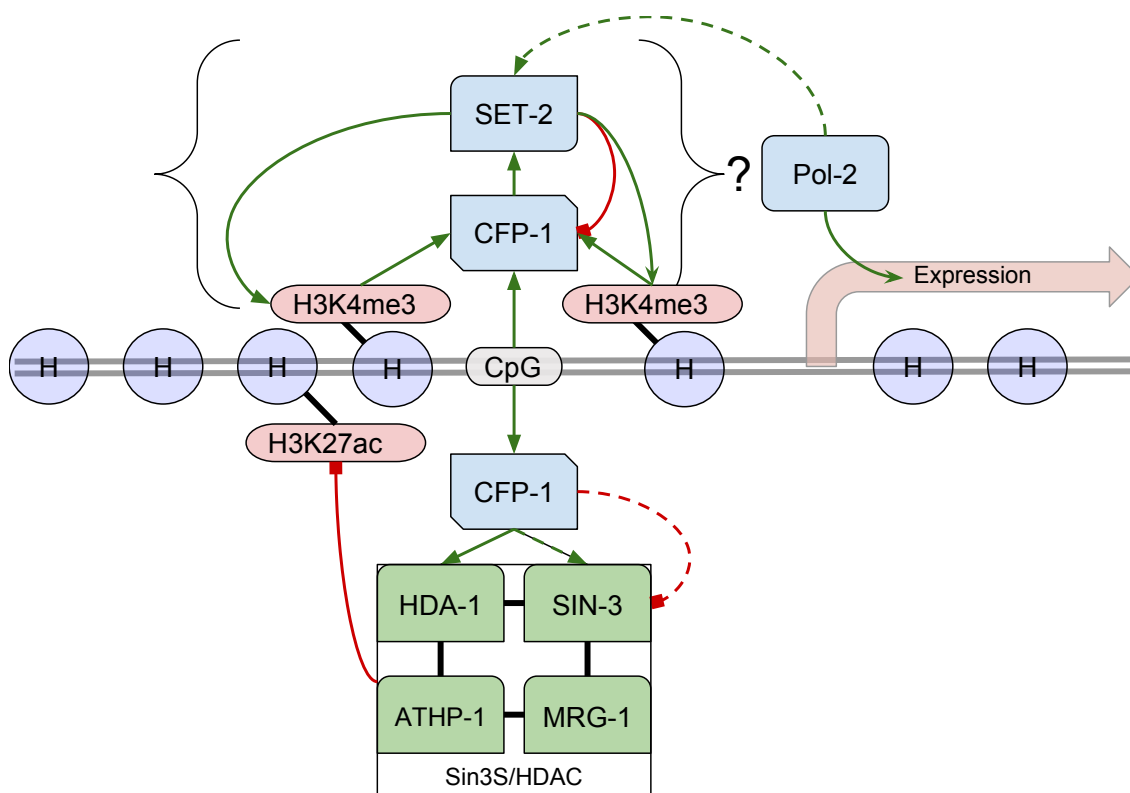 SET-2
?
Pol-2
CFP-1
Expression
H3K4me3
H3K4me3
H
H
H
H
CpG
H
H
H
H3K27ac
CFP-1
HDA-1
SIN-3
ATHP-1
MRG-1
Sin3S/HDAC